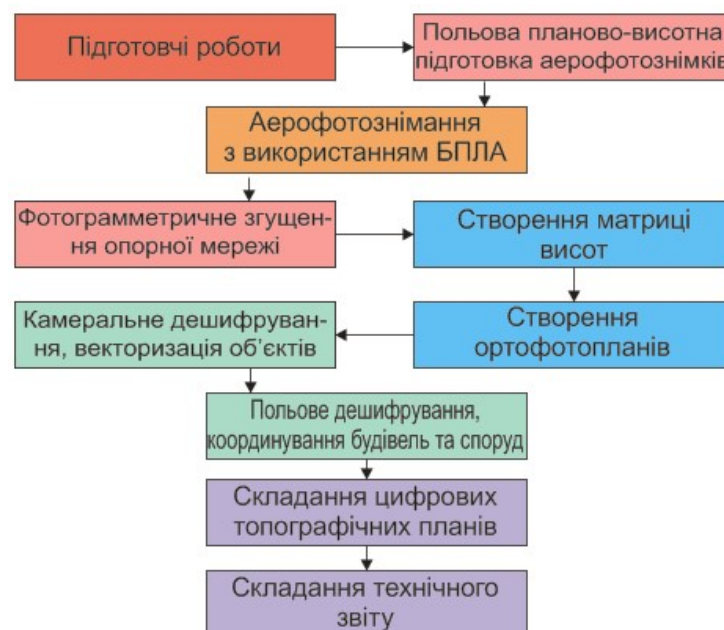 Підготовчі роботи
Польова планово-висотна
підготовка аерофотознімків
Аерофотознімання
з використанням БПЛА
Фотограмметричне згущен-
ня опорної мережі
Створення матриці
висот
Камеральне дешифруван-
ня, векторизація об'єктів
Створення
ортофотопланів
Польове дешифрування,
координування будівель та споруд
Складання цифрових
топографічних планів
Складання технічного
звіту